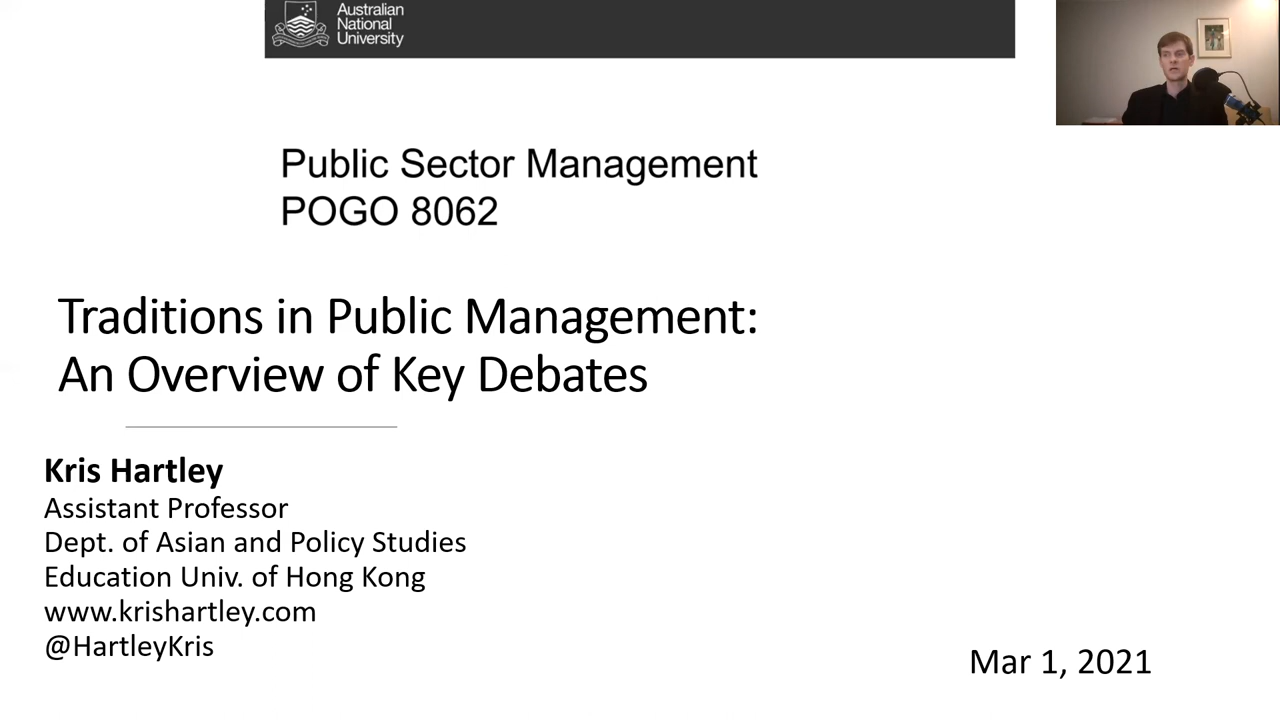 Australian
National
University
Public Sector Management
POGO 8062
Traditions in Public Management:
An Overview of Key Debates
Kris Hartley
Assistant Professor
Dept. of Asian and Policy Studies
Education Univ. of Hong Kong
www.krishartley.com
@HartleyKris
Mar 1, 2021